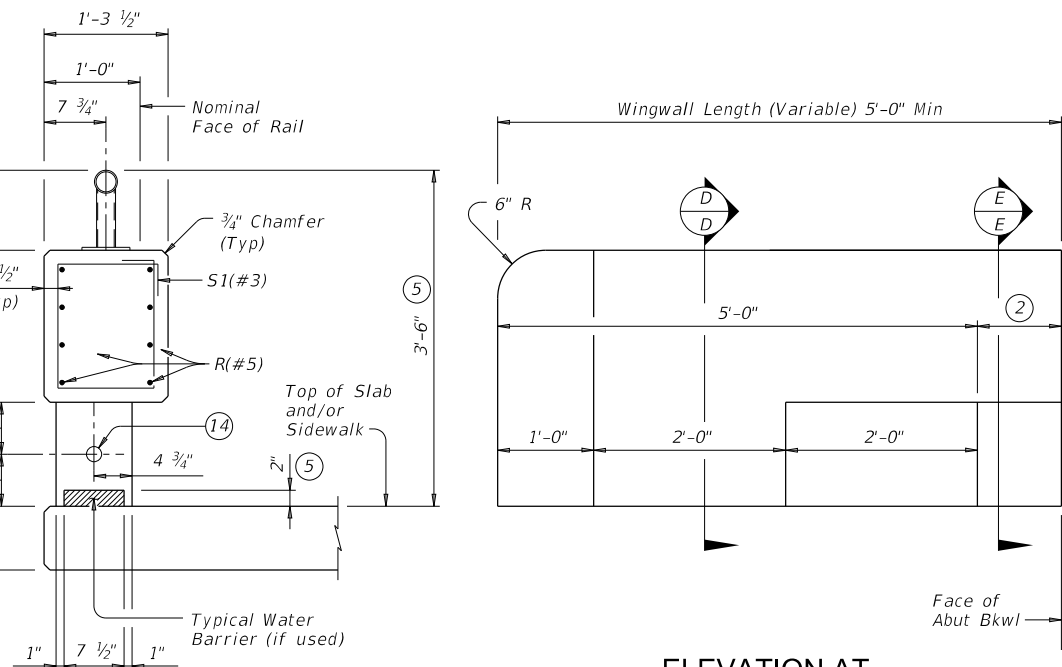 1'-3 ½"
1'-0"
7 ¾"
Nominal
Face of Rail
¾" Chamfer
(Typ)
½"
p)
S1(#3)
5
3'-6"
R(#5)
Top of Slab
and/or
Sidewalk
14
4 ¾"
2"
5
Typical Water
Barrier (if used)
1"
7 ½"
1"
Wingwall Length (Variable) 5'-0" Min
6" R
D
D
E
E
5'-0"
2
1'-0"
2'-0"
2'-0"
Face of
Abut Bkwl
ELEVATION AT